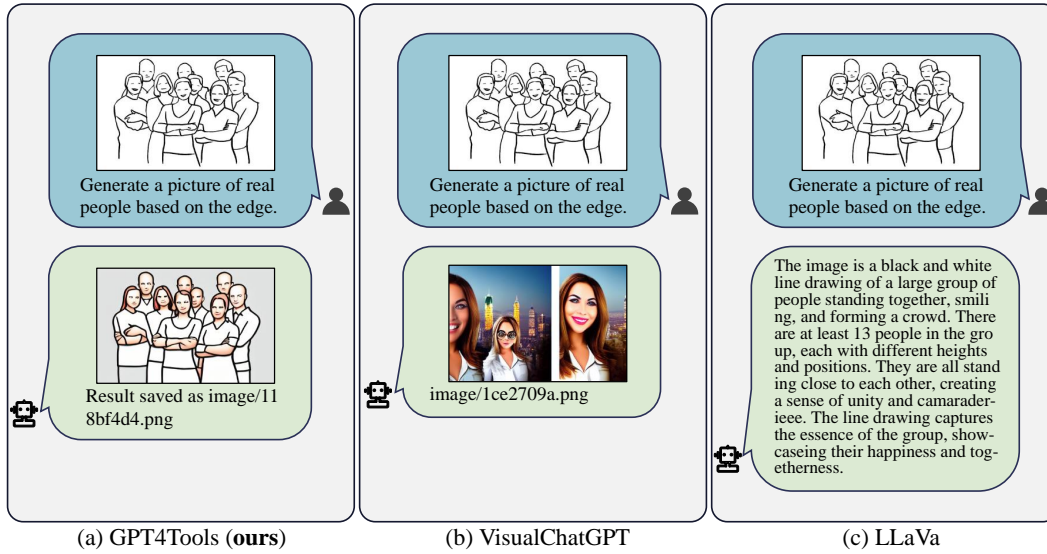 Generate a picture of real
people based on the edge.
Result saved as image/11
8bf4d4.png
(a) GPT4Tools (ours)
Generate a picture of real
people based on the edge.
image/1ce2709a.png
(b) VisualChatGPT
Generate a picture of real
people based on the edge.
The image is a black and white
line drawing of a large group of
people standing together, smili
ng, and forming a crowd. There
are at least 13 people in the gro
up, each with different heights
and positions. They are all stand
ing close to each other, creating
a sense of unity and camarader-
ieee. The line drawing captures
the essence of the group, show-
caseing their happiness and tog-
etherness.
(c) LLaVa